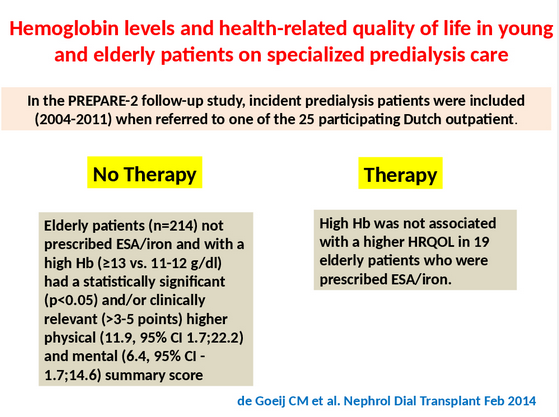 Hemoglobin levels and health-related quality of life in young
and elderly patients on specialized predialysis care
In the PREPARE-2 follow-up study, incident predialysis patients were included
(2004-2011) when referred to one of the 25 participating Dutch outpatient.
No Therapy
Elderly patients (n=214) not
prescribed ESA/iron and with a
high Hb (≥13 vs. 11-12 g/dl)
had a statistically significant
(p<0.05) and/or clinically
relevant (>3-5 points) higher
physical (11.9, 95% CI 1.7;22.2)
and mental (6.4, 95% CI -
1.7;14.6) summary score
Therapy
High Hb was not associated
with a higher HRQOL in 19
elderly patients who were
prescribed ESA/iron.
de Goeij CM et al. Nephrol Dial Transplant Feb 2014